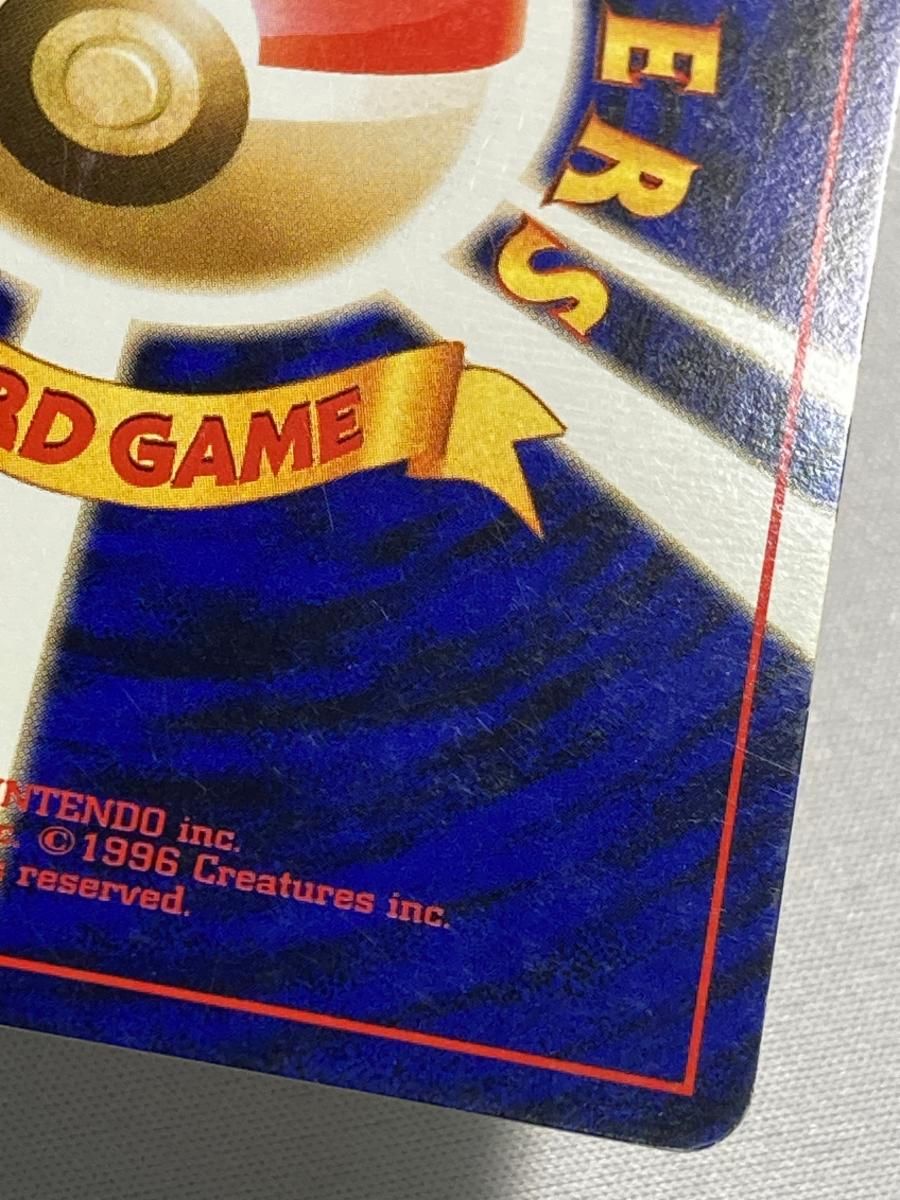 ERS
RD GAME
NTENDO inc.
©1996 Creatures inc.
reserved.